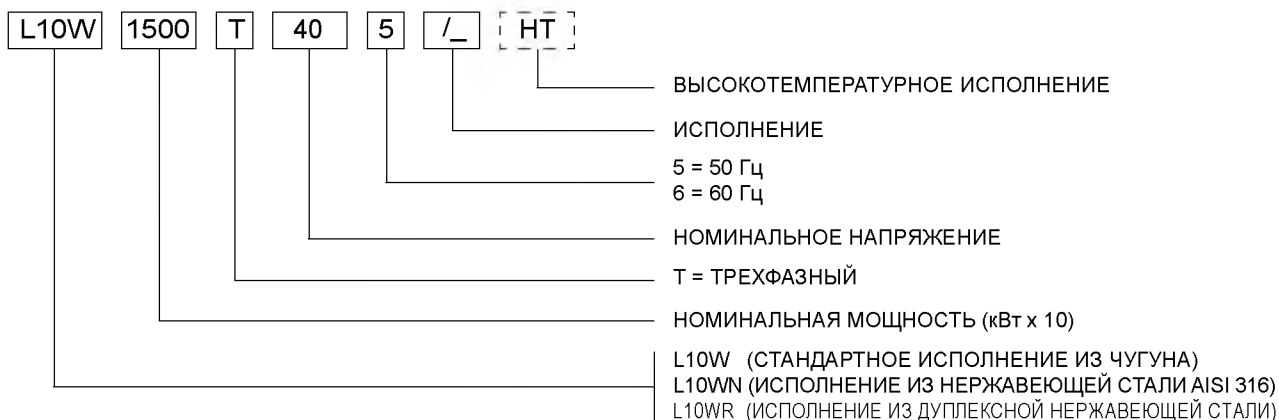 L10W 1500 T 40 5 /_ HT
ВЫСОКОТЕМПЕРАТУРНОЕ ИСПОЛНЕНИЕ
ИСПОЛНЕНИЕ
5 = 50 Гц
6 = 60 Гц
НОМИНАЛЬНОЕ НАПРЯЖЕНИЕ
Т = ТРЕХФАЗНЫЙ
НОМИНАЛЬНАЯ МОЩНОСТЬ (кВт x 10)
L10W (СТАНДАРТНОЕ ИСПОЛНЕНИЕ ИЗ ЧУГУНА)
L10WN (ИСПОЛНЕНИЕ ИЗ НЕРЖАВЕЮЩЕЙ СТАЛИ AISI 316)
L10WR (ИСПОЛНЕНИЕ ИЗ ДУПЛЕКСНОЙ НЕРЖАВЕЮЩЕЙ СТАЛИ)